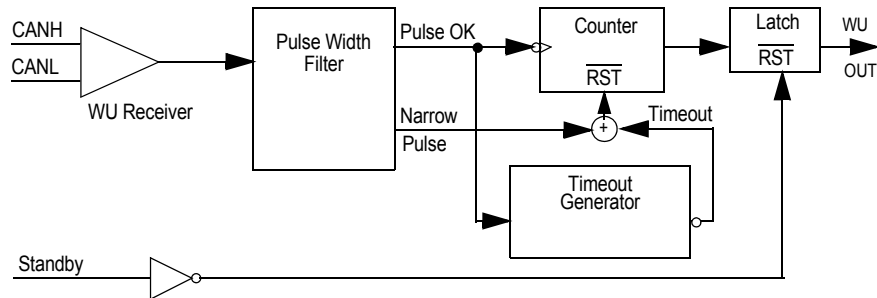 CANH
CANL
WU Receiver
Pulse Width
Filter
Pulse OK
Narrow
Pulse
Counter
RST
+
Timeout
Timeout
Generator
Latch
RST
WU
OUT
Standby